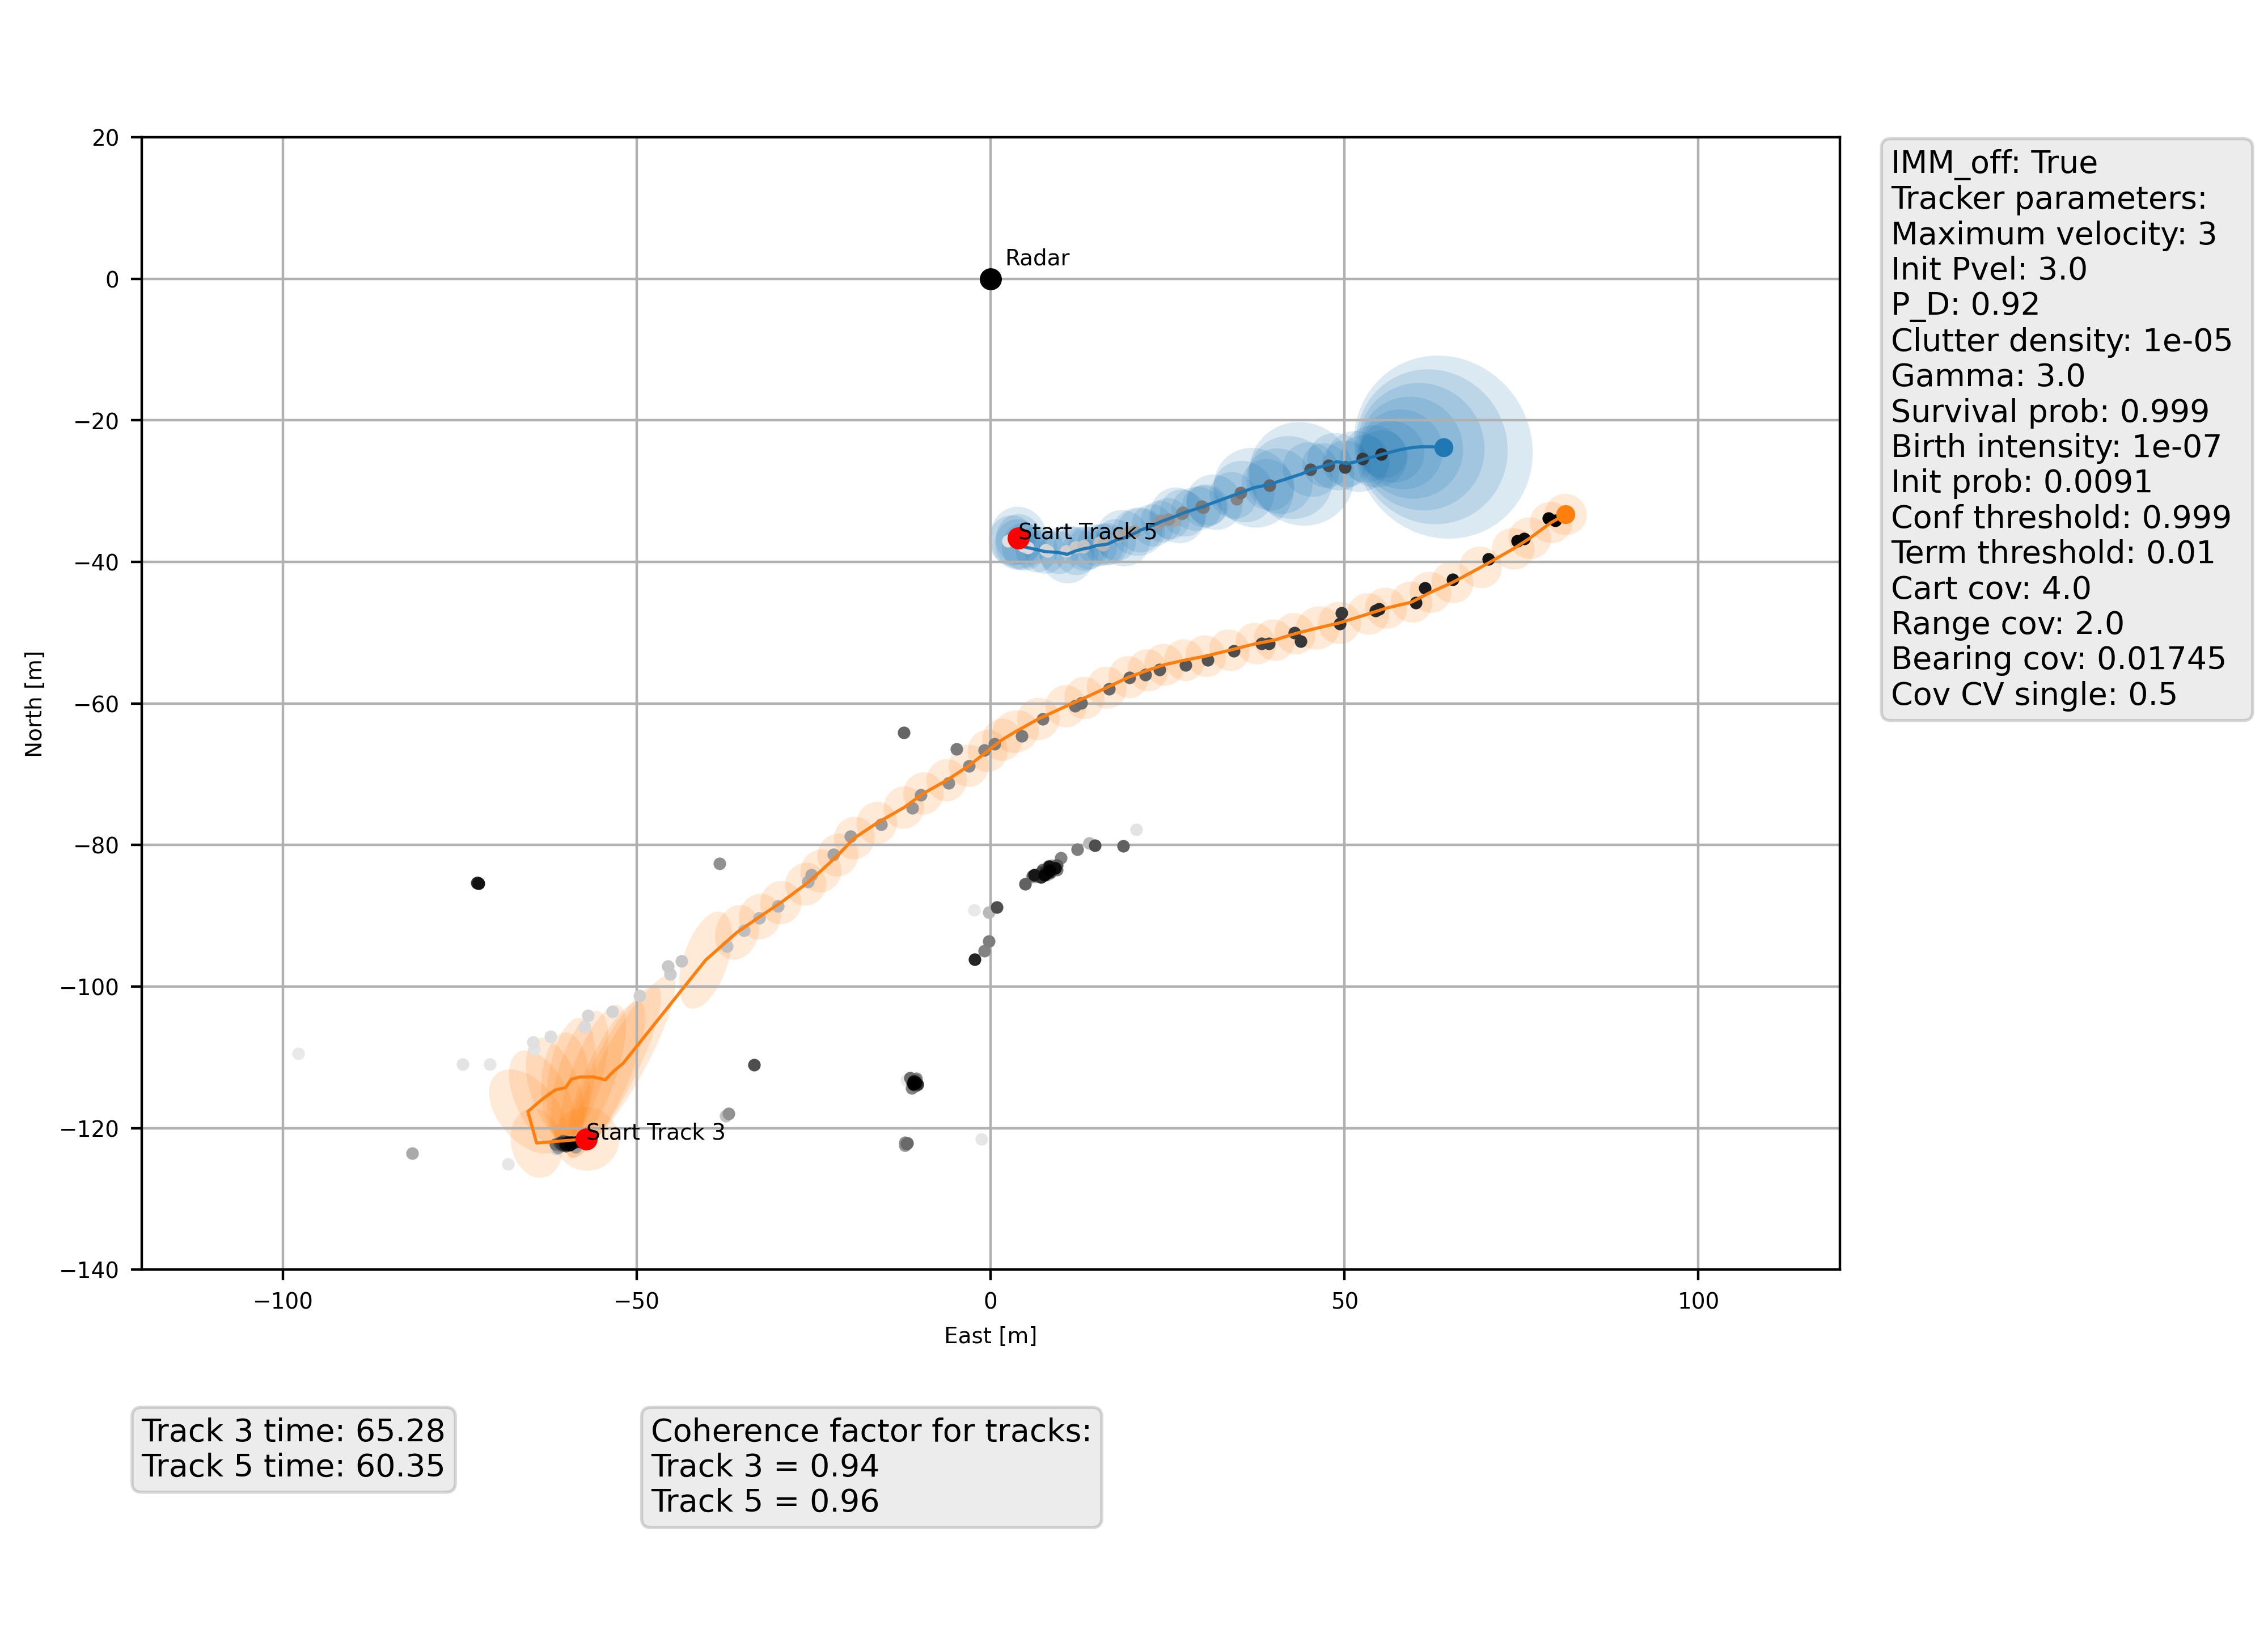 20
0
−20
−40
−60
−80
−100
−120
−140
North [m]
Radar
Start Track 5
Start Track 3
−100
−50
0
50
100
East [m]
IMM_off: True
Tracker parameters:
Maximum velocity: 3
Init Pvel: 3.0
P_D: 0.92
Clutter density: 1e-05
Gamma: 3.0
Survival prob: 0.999
Birth intensity: 1e-07
Init prob: 0.0091
Conf threshold: 0.999
Term threshold: 0.01
Cart cov: 4.0
Range cov: 2.0
Bearing cov: 0.01745
Cov CV single: 0.5
Track 3 time: 65.28
Track 5 time: 60.35
Coherence factor for tracks:
Track 3 = 0.94
Track 5 = 0.96